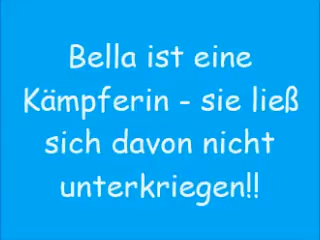 Bella ist eine
Kämpferin - sie ließ
sich davon nicht
unterkriegen!!